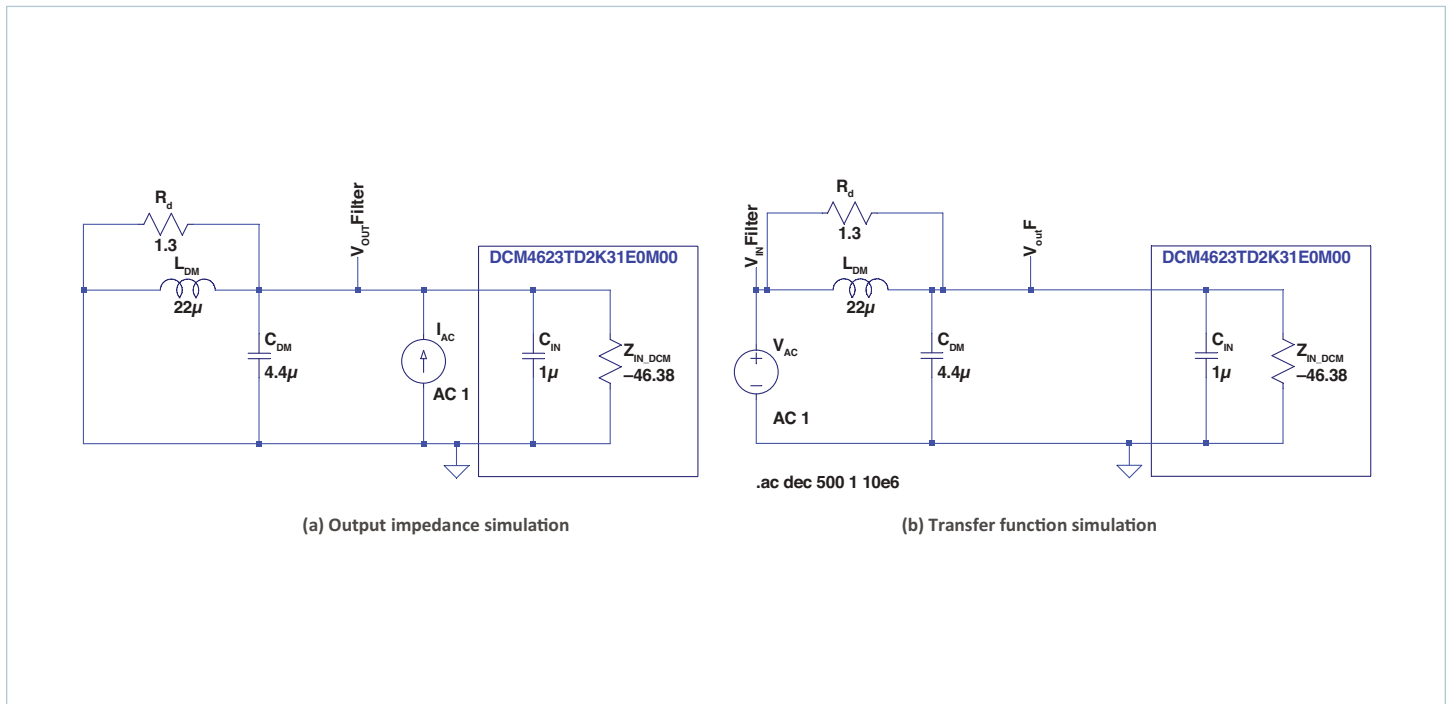 R_d
1.3
L_DM
22µ
C_DM
4.4µ
V_OUT Filter
I_AC
AC 1
DCM4623TD2K31E0M00
C_IN
1µ
Z_IN_DCM
–46.38
(a) Output impedance simulation
V_IN Filter
R_d
1.3
L_DM
22µ
V_AC
AC 1
C_DM
4.4µ
V_out F
DCM4623TD2K31E0M00
C_IN
1µ
Z_IN_DCM
–46.38
.ac dec 500 1 10e6
(b) Transfer function simulation